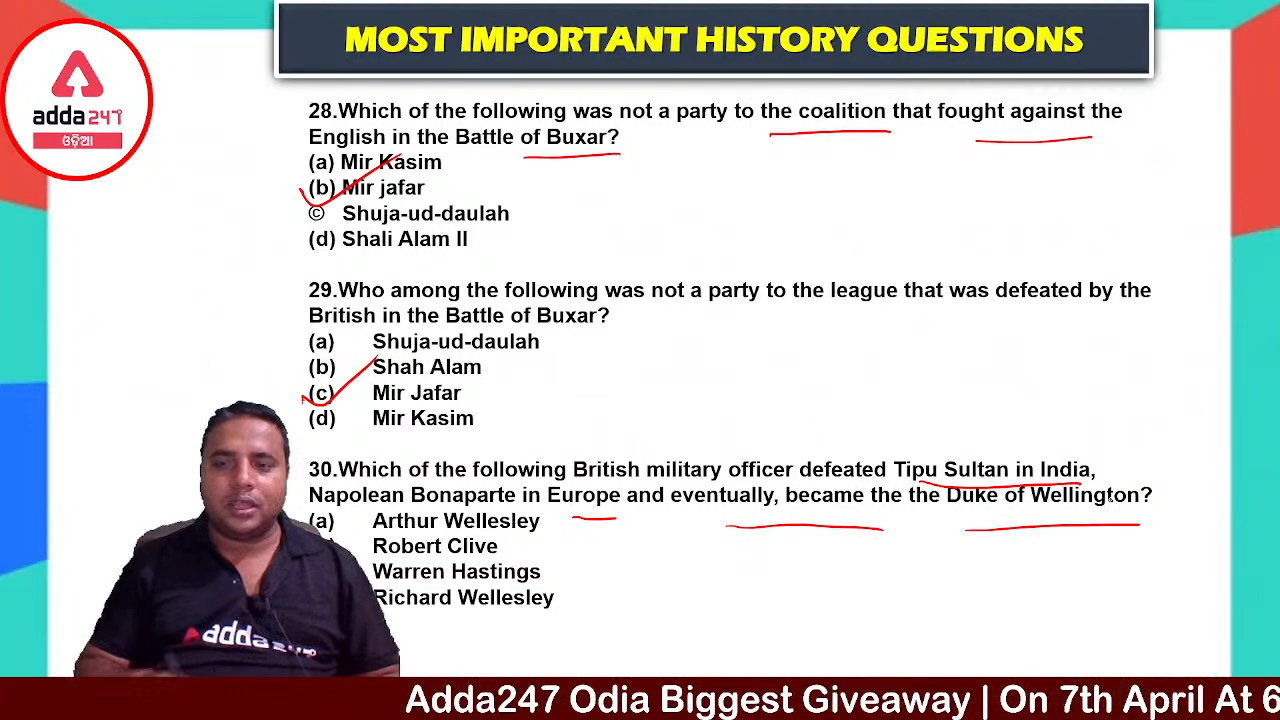 MOST IMPORTANT HISTORY QUESTIONS
adda247
ଓଡ଼ିଆ
28.Which of the following was not a party to the coalition that fought against the
English in the Battle of Buxar?
(a) Mir Kasim
(b) Mir jafar
© Shuja-ud-daulah
(d) Shali Alam II
29.Who among the following was not a party to the league that was defeated by the
British in the Battle of Buxar?
(a) Shuja-ud-daulah
(b) Shah Alam
(c) Mir Jafar
(d) Mir Kasim
30.Which of the following British military officer defeated Tipu Sultan in India,
Napolean Bonaparte in Europe and eventually, became the the Duke of Wellington?
(a) Arthur Wellesley
Robert Clive
Warren Hastings
Richard Wellesley
adda247
Adda247 Odia Biggest Giveaway | On 7th April At 6